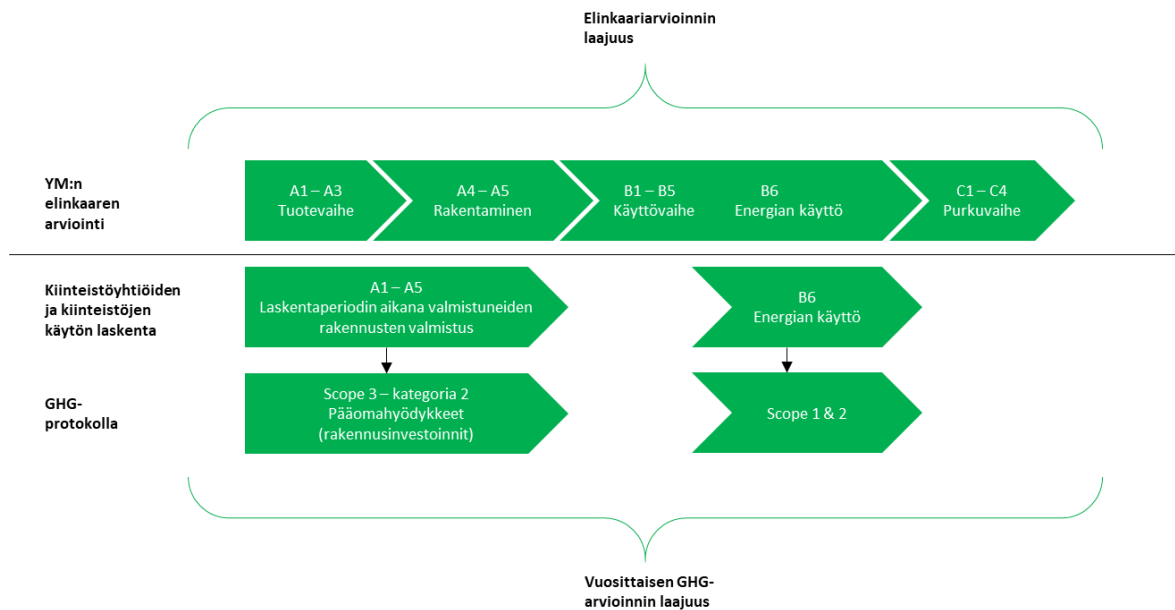 Elinkaariarvioinnin
laajuus
YM:n
elinkaaren
arviointi
A1 – A3
Tuotevaihe
A4 – A5
Rakentaminen
B1 – B5
Käyttövaihe
B6
Energian käyttö
C1 – C4
Purkuvaihe
Kiinteistöyhtiöiden
ja kiinteistöjen
käytön laskenta
A1 – A5
Laskentaperiodin aikana valmistuneiden
rakennusten valmistus
B6
Energian käyttö
GHG-
protokolla
Scope 3 – kategoria 2
Pääomahyödykkeet
(rakennusinvestoinnit)
Scope 1 & 2
Vuosittaisen GHG-
arvioinnin laajuus